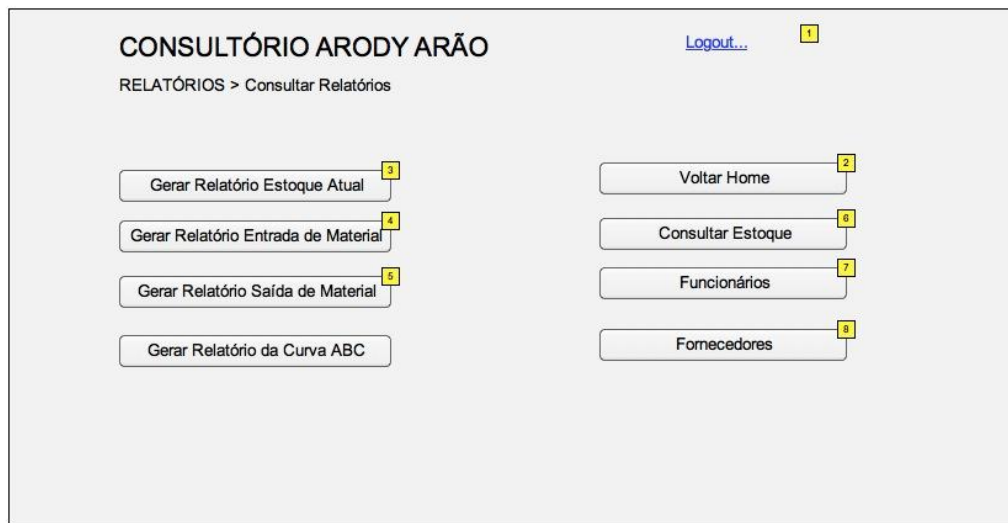 CONSULTÓRIO ARODY ARÃO
Logout...
1
RELATÓRIOS > Consultar Relatórios
3
Gerar Relatório Estoque Atual
4
Gerar Relatório Entrada de Material
5
Gerar Relatório Saída de Material
Gerar Relatório da Curva ABC
2
Voltar Home
6
Consultar Estoque
7
Funcionários
8
Fornecedores